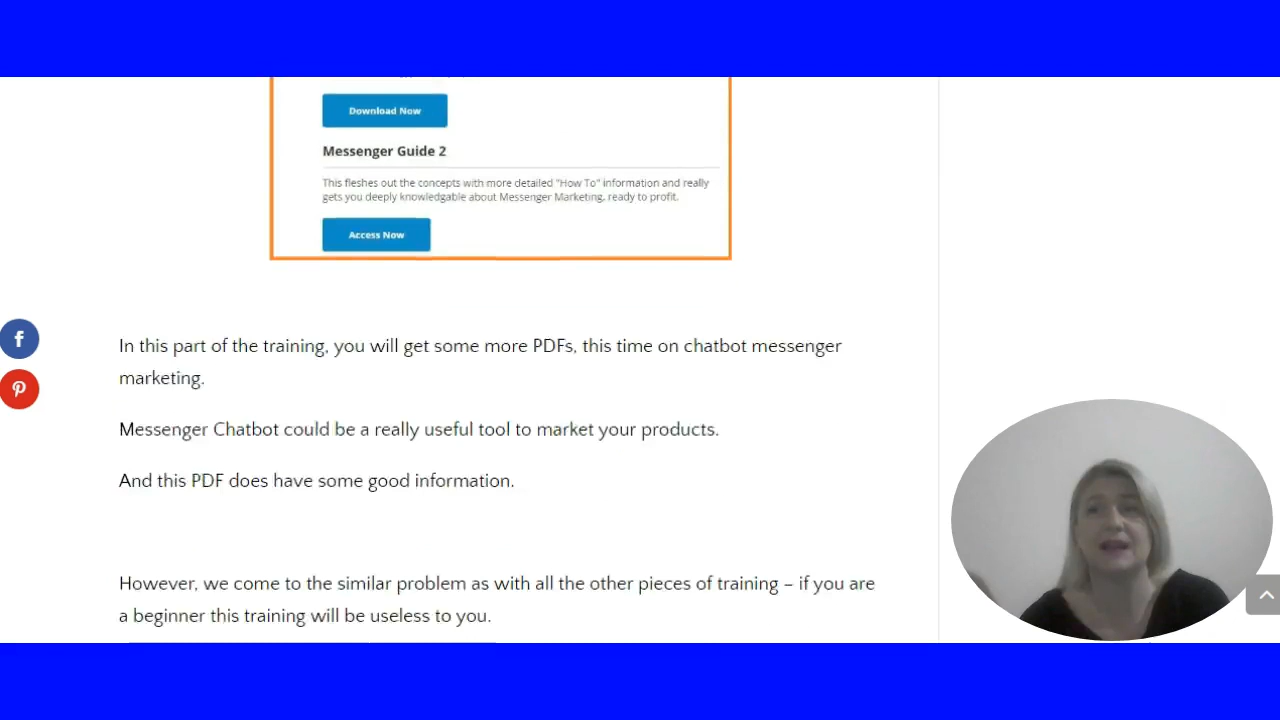 Download Now
Messenger Guide 2
This fleshes out the concepts with more detailed "How To" information and really
gets you deeply knowledgable about Messenger Marketing, ready to profit.
Access Now
In this part of the training, you will get some more PDFs, this time on chatbot messenger
marketing.
Messenger Chatbot could be a really useful tool to market your products.
And this PDF does have some good information.
However, we come to the similar problem as with all the other pieces of training – if you are
a beginner this training will be useless to you.